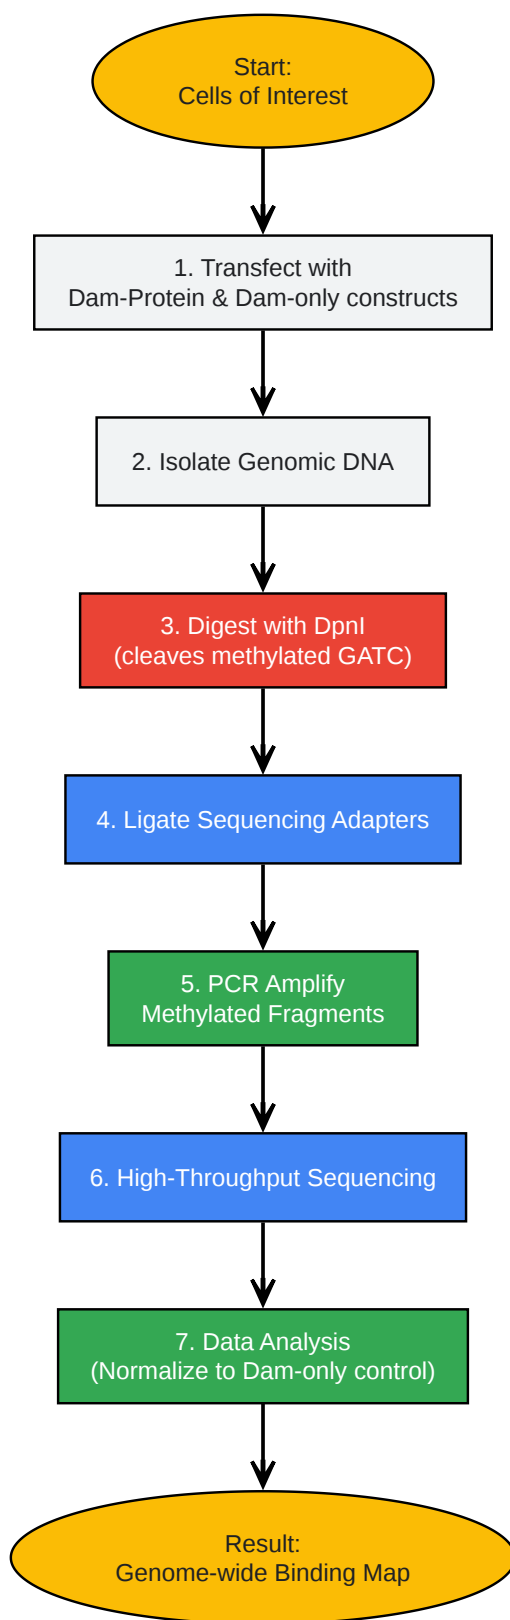 Start:
Cells of Interest
1. Transfect with
Dam-Protein & Dam-only constructs
2. Isolate Genomic DNA
3. Digest with DpnI
(cleaves methylated GATC)
4. Ligate Sequencing Adapters
5. PCR Amplify
Methylated Fragments
6. High-Throughput Sequencing
7. Data Analysis
(Normalize to Dam-only control)
Result:
Genome-wide Binding Map